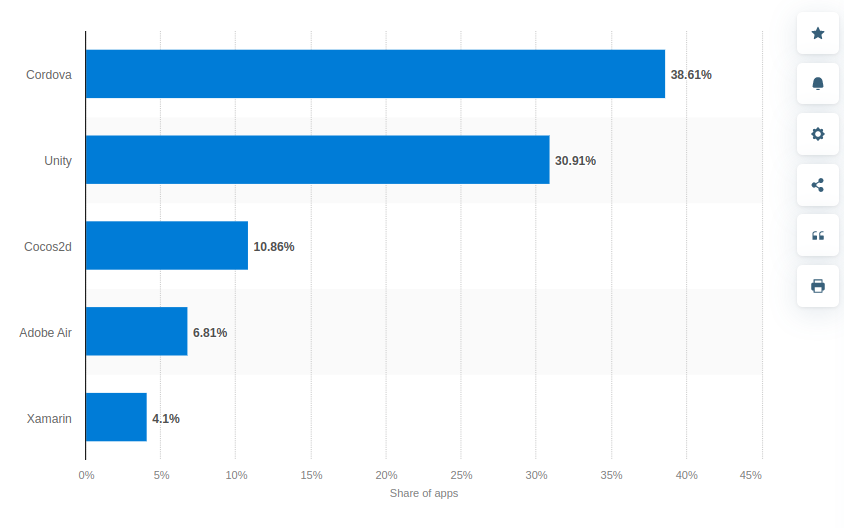 Cordova 38.61%
Unity 30.91%
Cocos2d 10.86%
Adobe Air 6.81%
Xamarin 4.1%
0% 5% 10% 15% 20% 25% 30% 35% 40% 45%
Share of apps